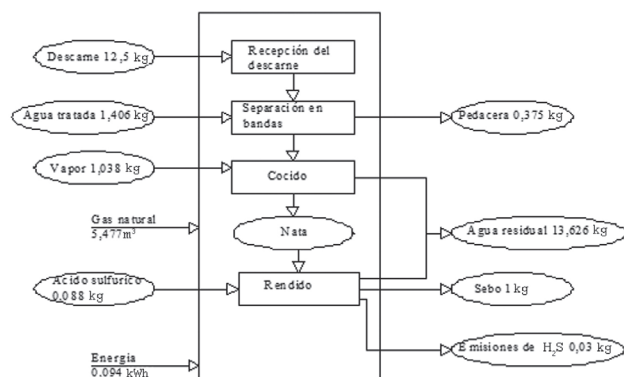 Descarne 12,5 kg
Recepción del
descarne
Agua tratada 1,406 kg
Separación en
bandas
Pedacera 0,375 kg
Vapor 1,038 kg
Cocido
Gas natural
5,477m³
Nata
Agua residual 13,626 kg
Acido sulfurico
0,088 kg
Rendido
Sebo 1 kg
Emisiones de H₂S 0,03 kg
Energía
0,094 kWh